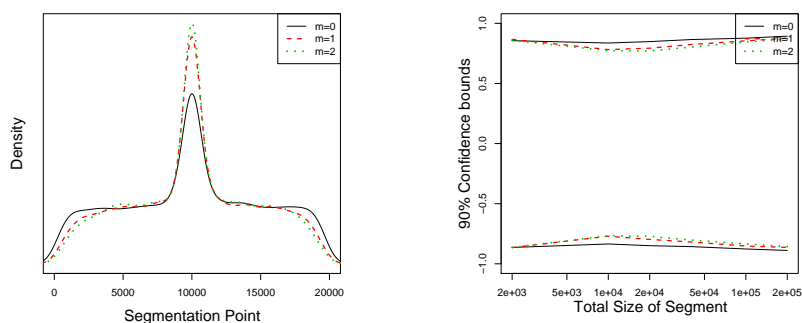 m=0
m=1
m=2
Density
0 5000 10000 15000 20000
Segmentation Point
m=0
m=1
m=2
90% Confidence bounds
1.0
0.5
0.0
−0.5
−1.0
2e+03 5e+03 1e+04 2e+04 5e+04 1e+05 2e+05
Total Size of Segment